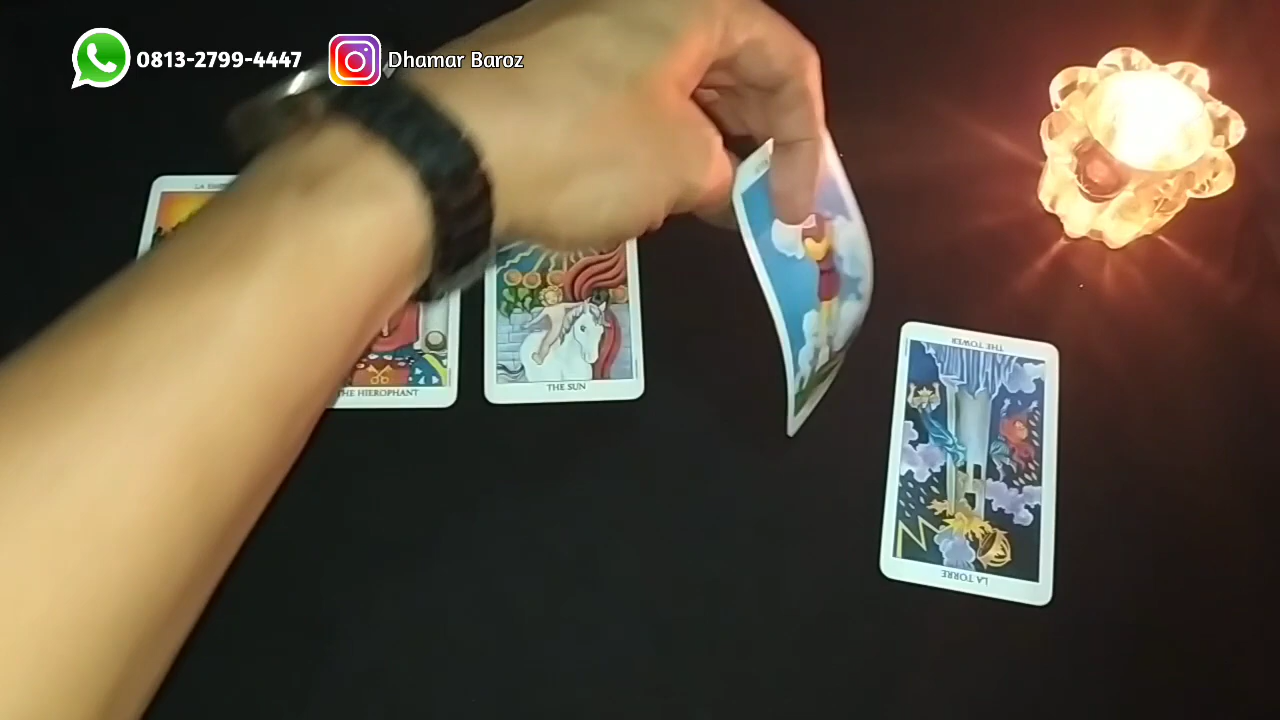 0813-2799-4447
Dhamar Baroz
THE HIEROPHANT
THE SUN
THE TOWER
LA TORRE